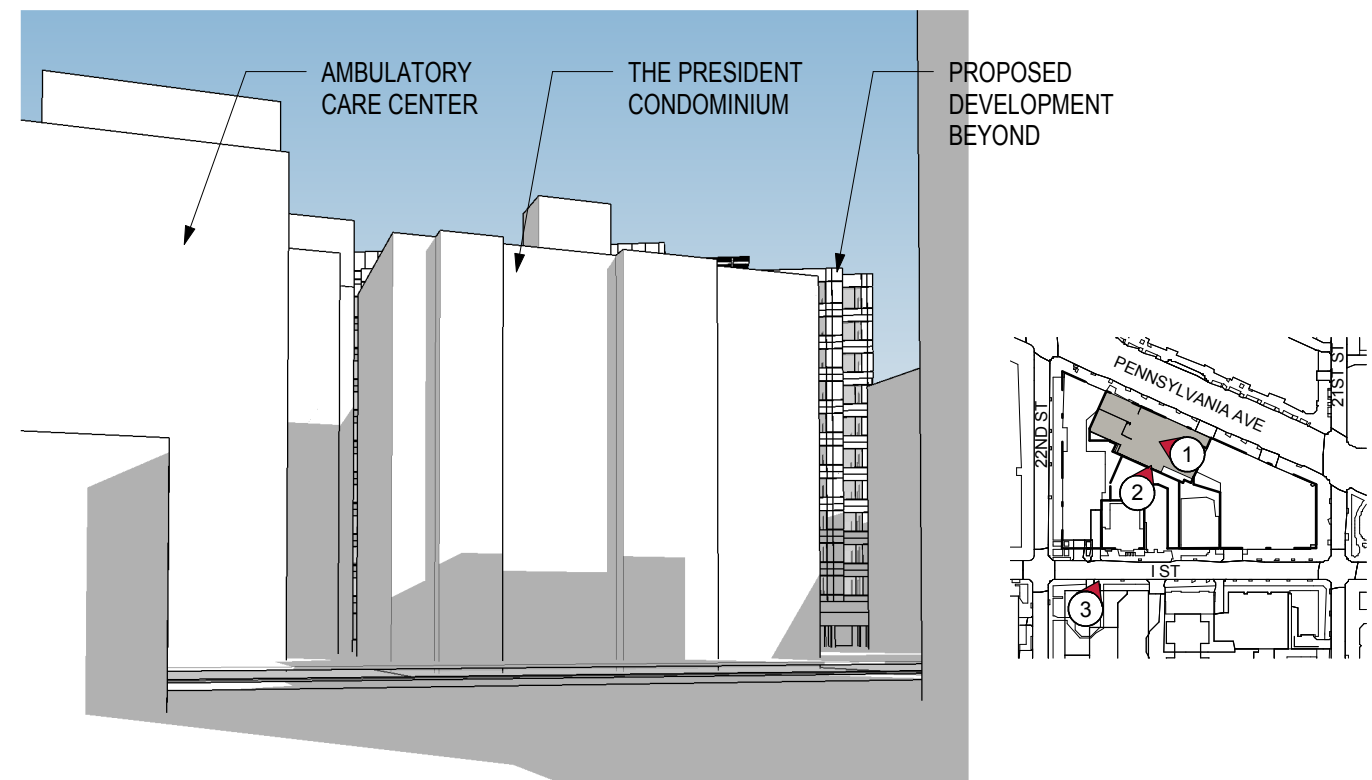 AMBULATORY
CARE CENTER
THE PRESIDENT
CONDOMINIUM
PROPOSED
DEVELOPMENT
BEYOND
PENNSYLVANIA AVE
21ST ST
22ND ST
1
2
I ST
3